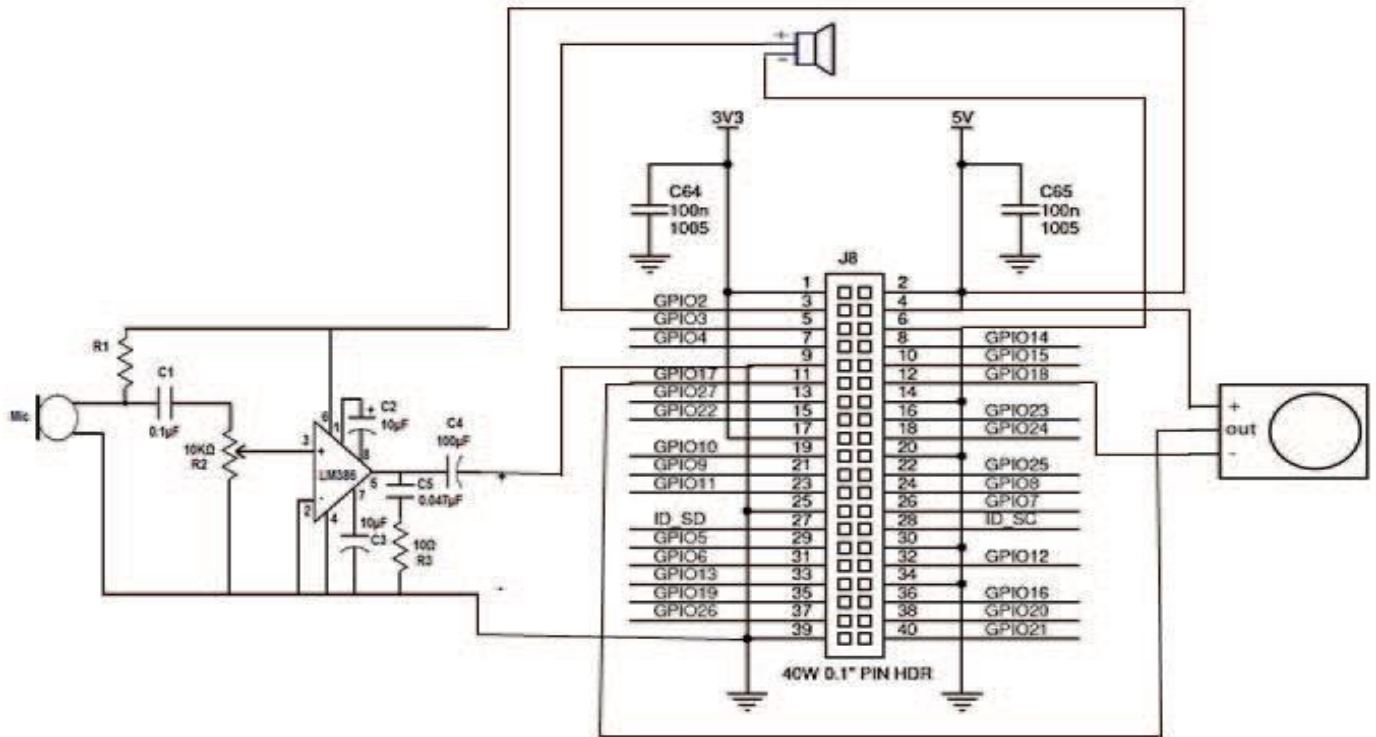 +
-
3V3
5V
C64
100n
1005
C65
100n
1005
J8
1 2
GPIO2 3 4
GPIO3 5 6
GPIO4 7 8 GPIO14
9 10 GPIO15
GPIO17 11 12 GPIO18
GPIO27 13 14
GPIO22 15 16 GPIO23
17 18 GPIO24
GPIO10 19 20
GPIO9 21 22 GPIO25
GPIO11 23 24 GPIO8
25 26 GPIO7
ID_SD 27 28 ID_SC
GPIO5 29 30
GPIO6 31 32 GPIO12
GPIO13 33 34
GPIO19 35 36 GPIO16
GPIO26 37 38 GPIO20
39 40 GPIO21
40W 0.1" PIN HDR
R1
Mic
C1
0.1µF
10KΩ
R2
6
1
+
C2
10µF
8
3
+
LM386
-
2
4
7
5
C4
100µF
+
C5
0.047µF
10µF
C3
10Ω
R3
-
+
out
-